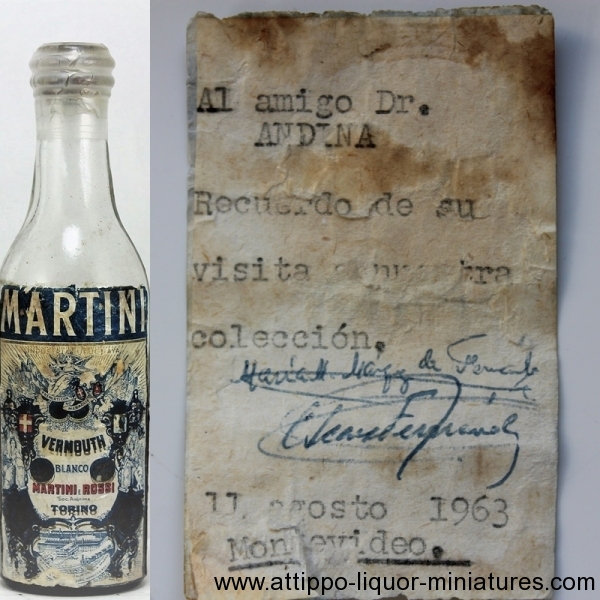 MARTINI
VERMOUTH
BLANCO
MARTINI & ROSSI
TORINO
Al amigo Dr.
ANDINA
Recuerdo de su
visita a nuestra
colección.
11 agosto 1963
Montevideo.
www.attippo-liquor-miniatures.com